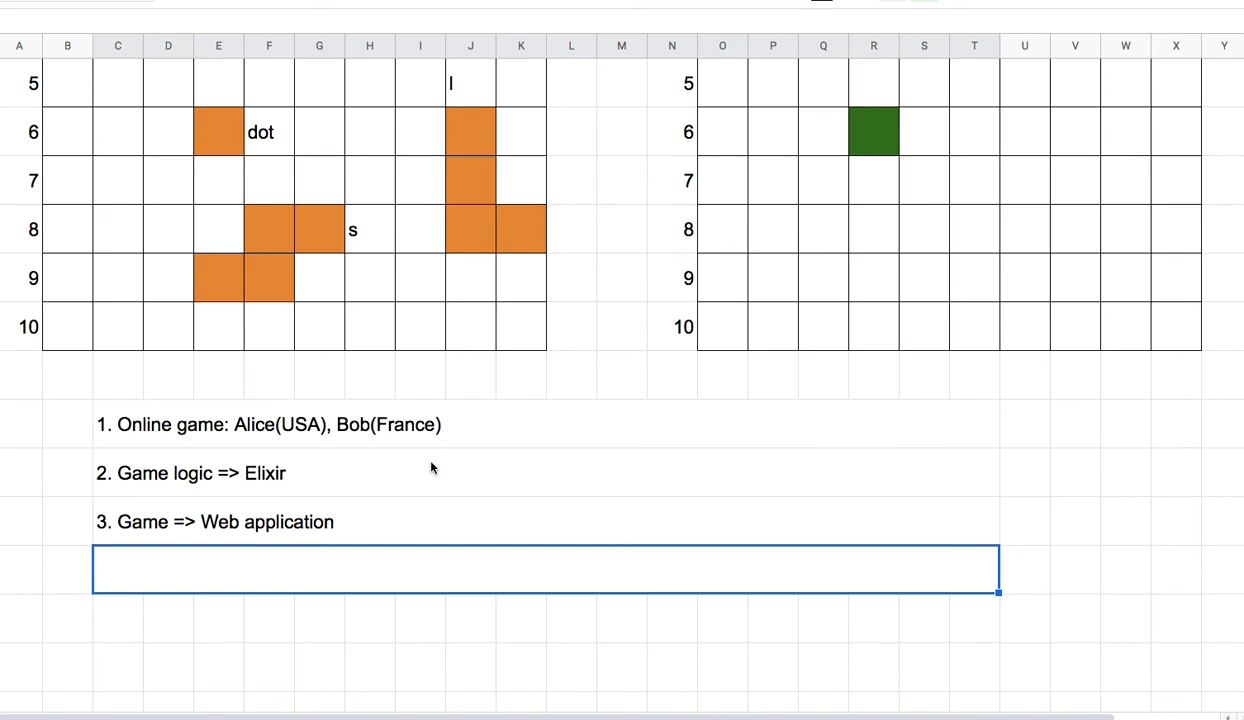 A B C D E F G H I J K L M N O P Q R S T U V W X Y
5 l 5
6 dot 6
7 7
8 s 8
9 9
10 10
1. Online game: Alice(USA), Bob(France)
2. Game logic => Elixir
3. Game => Web application